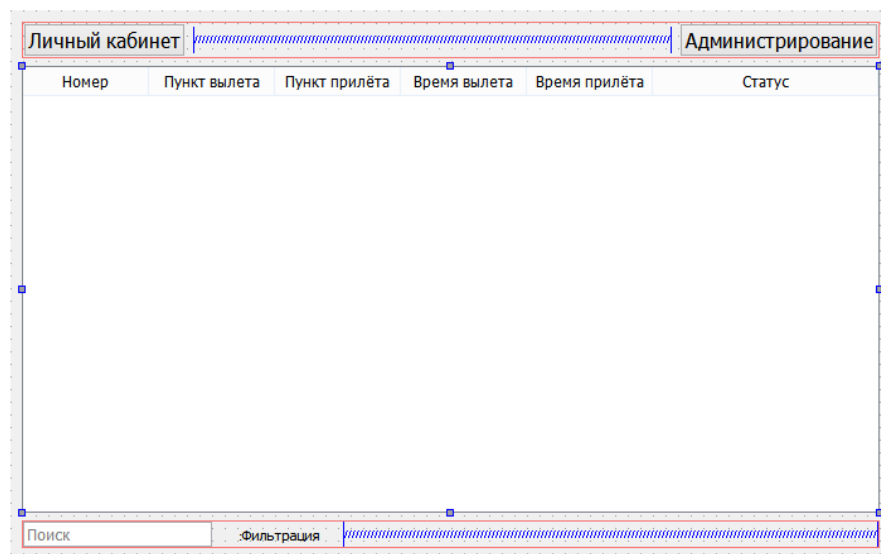 Личный кабинет Администрирование
Номер Пункт вылета Пункт прилёта Время вылета Время прилёта Статус
Поиск :Фильтрация